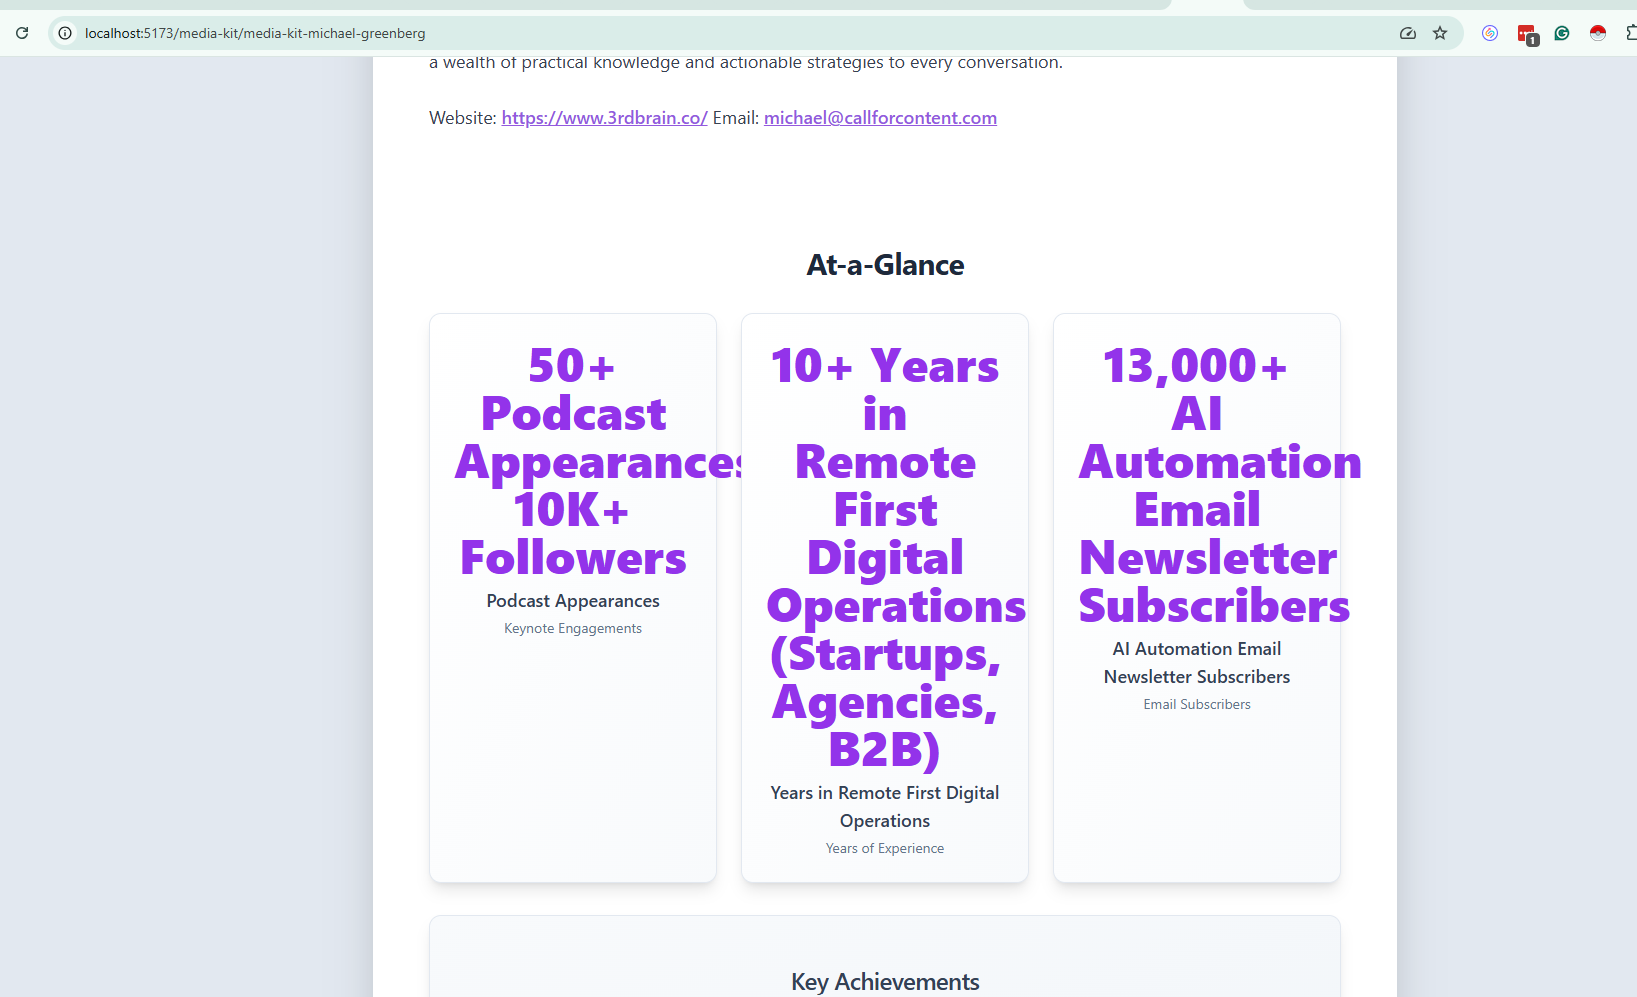 localhost:5173/media-kit/media-kit-michael-greenberg
1
a wealth of practical knowledge and actionable strategies to every conversation.
Website: https://www.3rdbrain.co/ Email: michael@callforcontent.com
At-a-Glance
50+
Podcast
Appearances
10K+
Followers
Podcast Appearances
Keynote Engagements
10+ Years
in
Remote
First
Digital
Operations
(Startups,
Agencies,
B2B)
Years in Remote First Digital
Operations
Years of Experience
13,000+
AI
Automation
Email
Newsletter
Subscribers
AI Automation Email
Newsletter Subscribers
Email Subscribers
Key Achievements